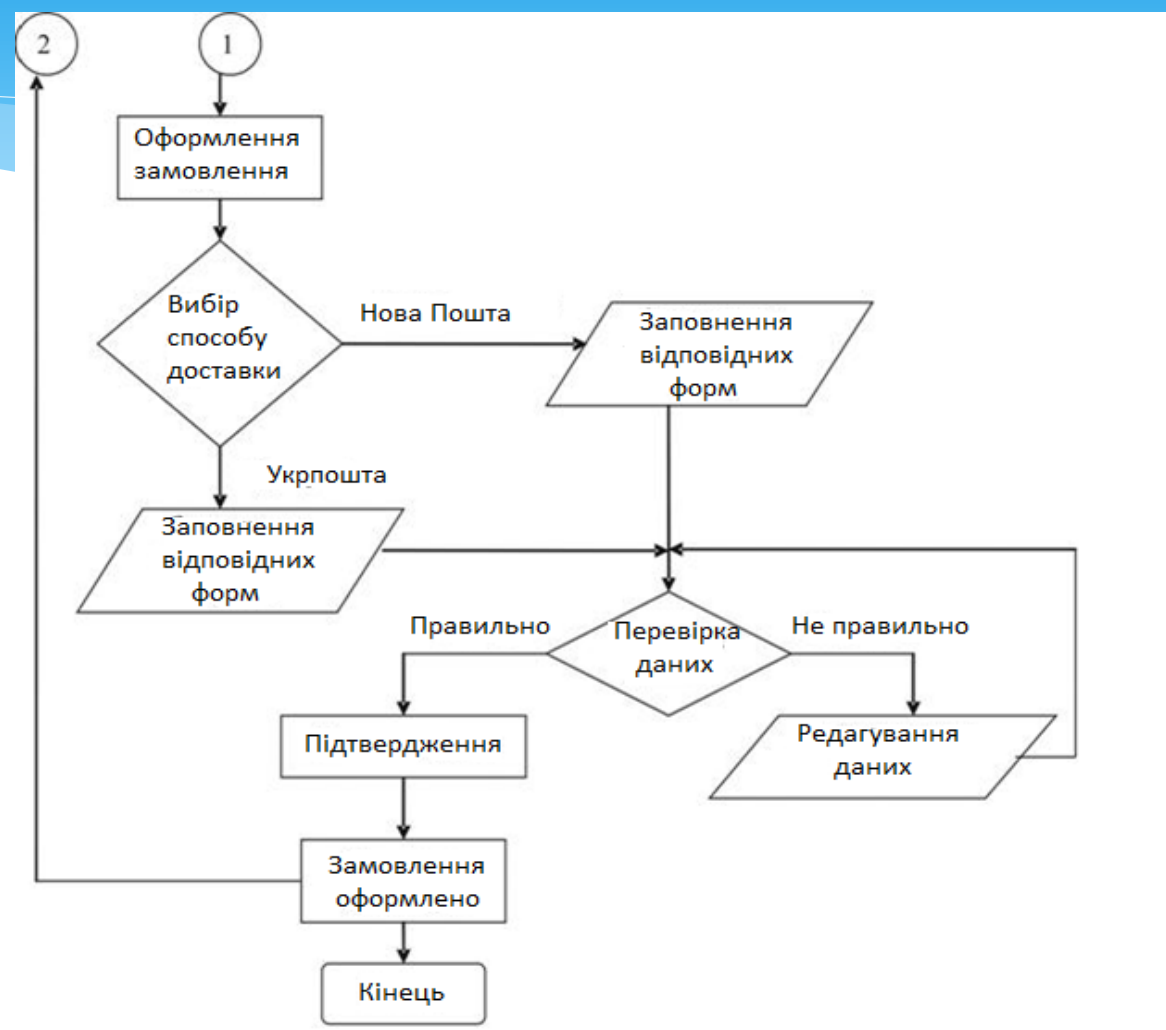 2
1
Оформлення
замовлення
Вибір
способу
доставки
Нова Пошта
Заповнення
відповідних
форм
Укрпошта
Заповнення
відповідних
форм
Правильно
Перевірка
даних
Не правильно
Підтвердження
Редагування
даних
Замовлення
оформлено
Кінець